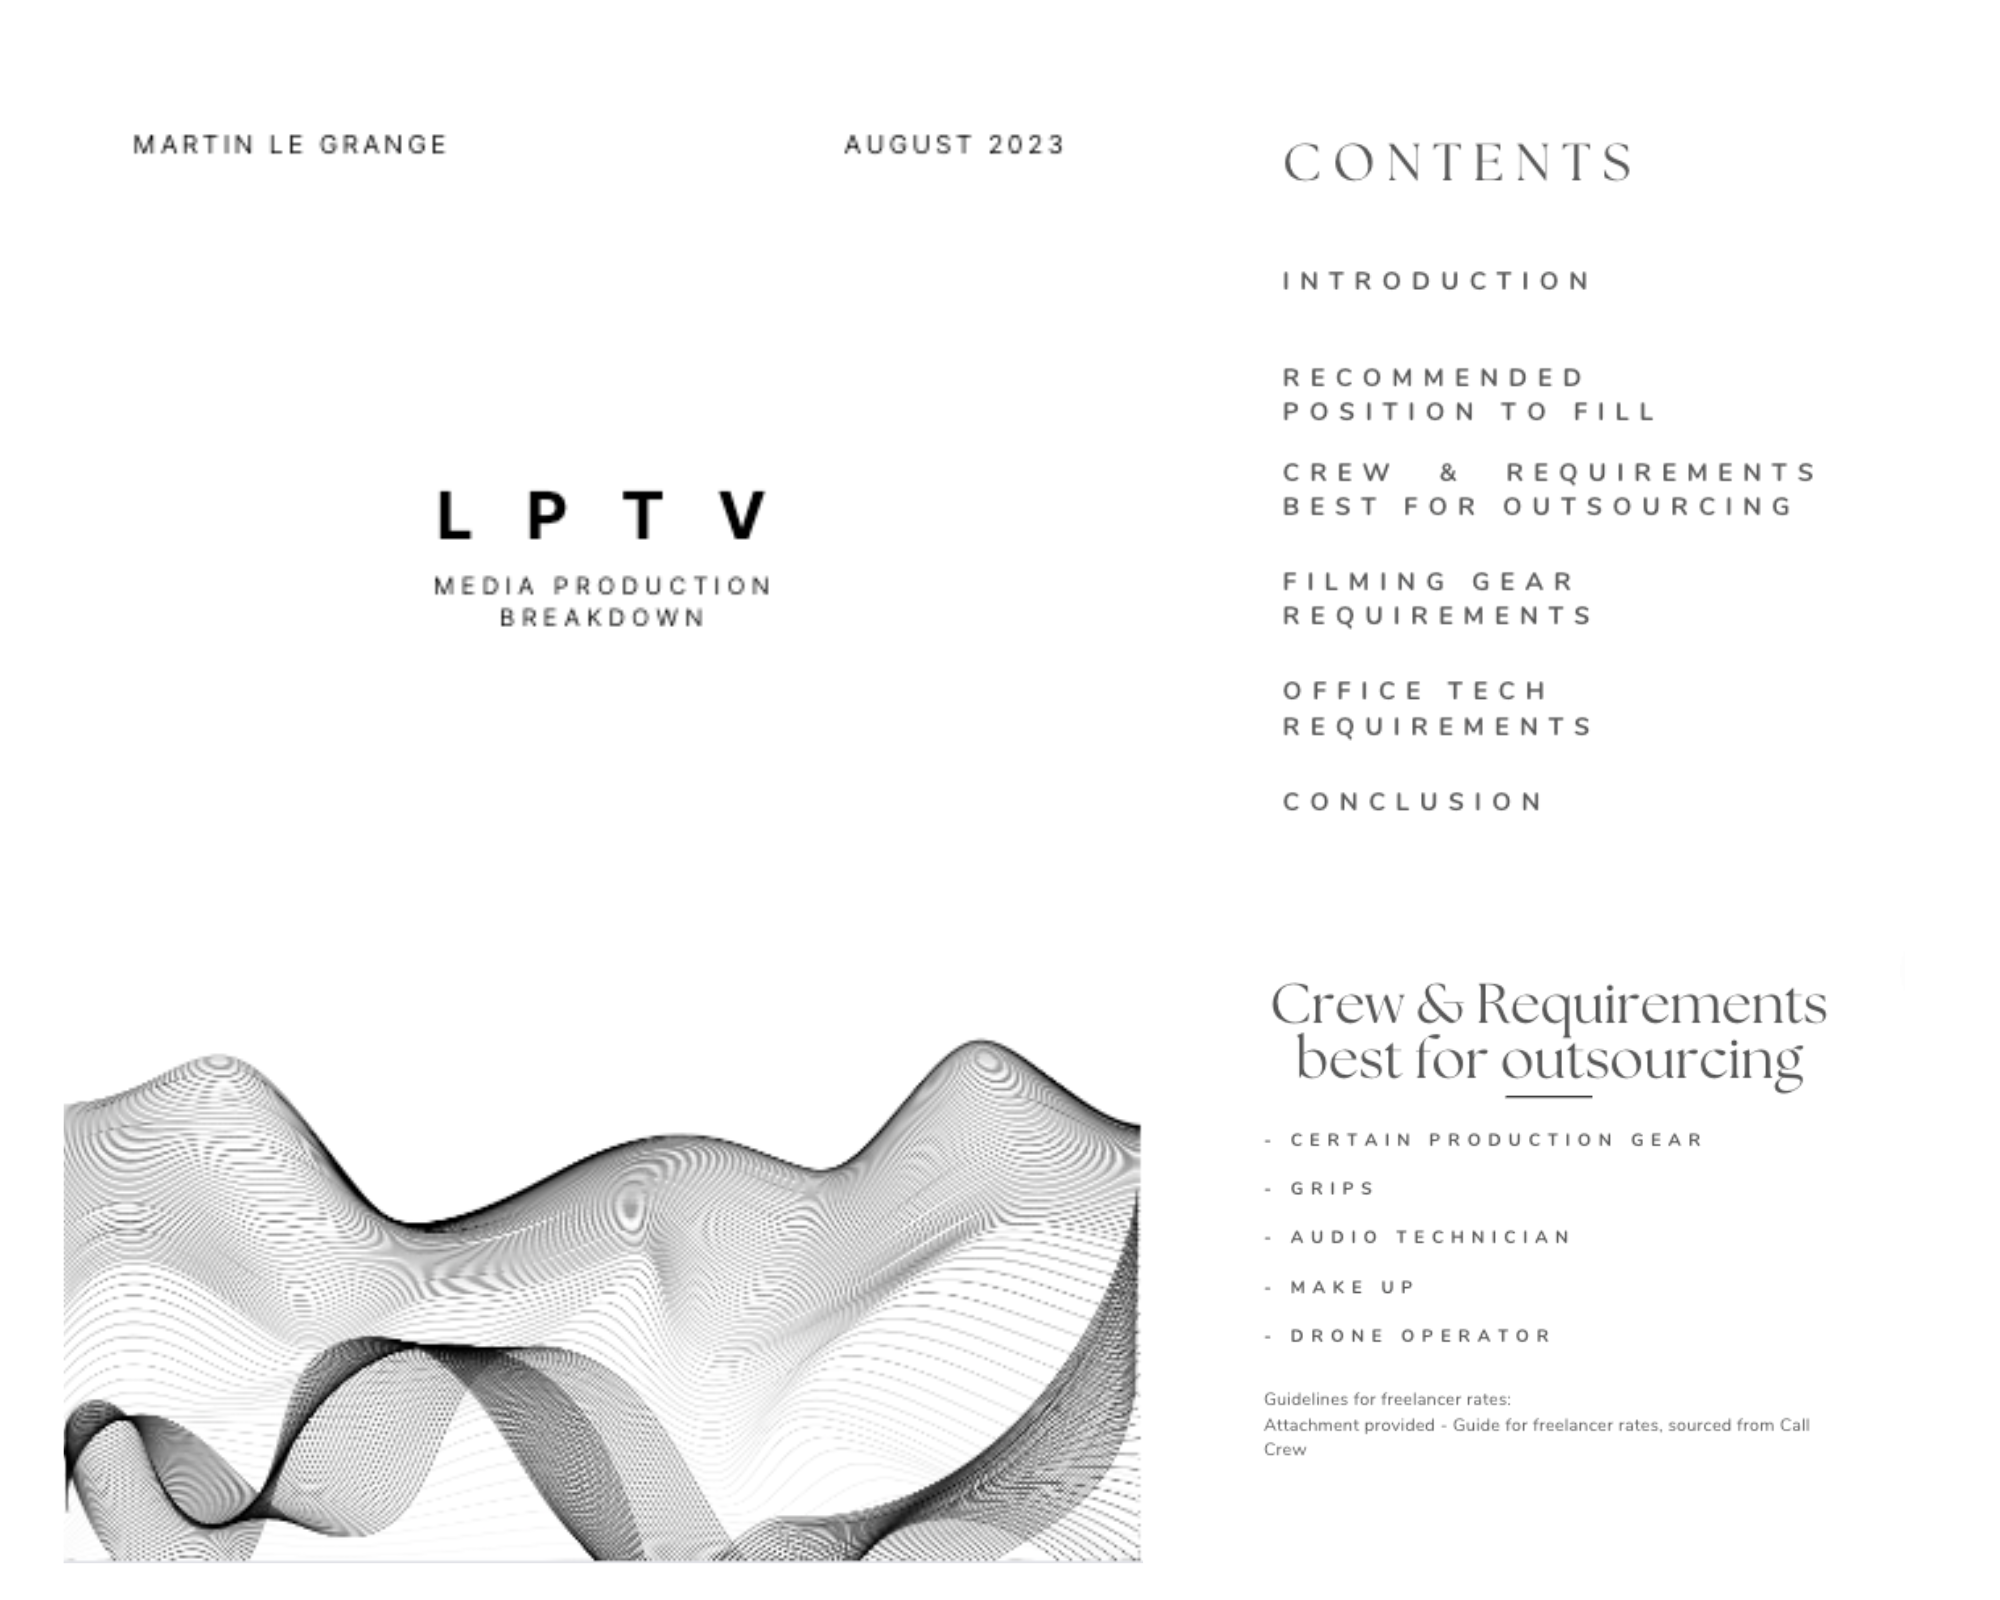 MARTIN LE GRANGE
AUGUST 2023
L P T V
MEDIA PRODUCTION
BREAKDOWN
CONTENTS
INTRODUCTION
RECOMMENDED
POSITION TO FILL
CREW & REQUIREMENTS
BEST FOR OUTSOURCING
FILMING GEAR
REQUIREMENTS
OFFICE TECH
REQUIREMENTS
CONCLUSION
Crew & Requirements
best for outsourcing
- CERTAIN PRODUCTION GEAR
- GRIPS
- AUDIO TECHNICIAN
- MAKE UP
- DRONE OPERATOR
Guidelines for freelancer rates:
Attachment provided - Guide for freelancer rates, sourced from Call
Crew